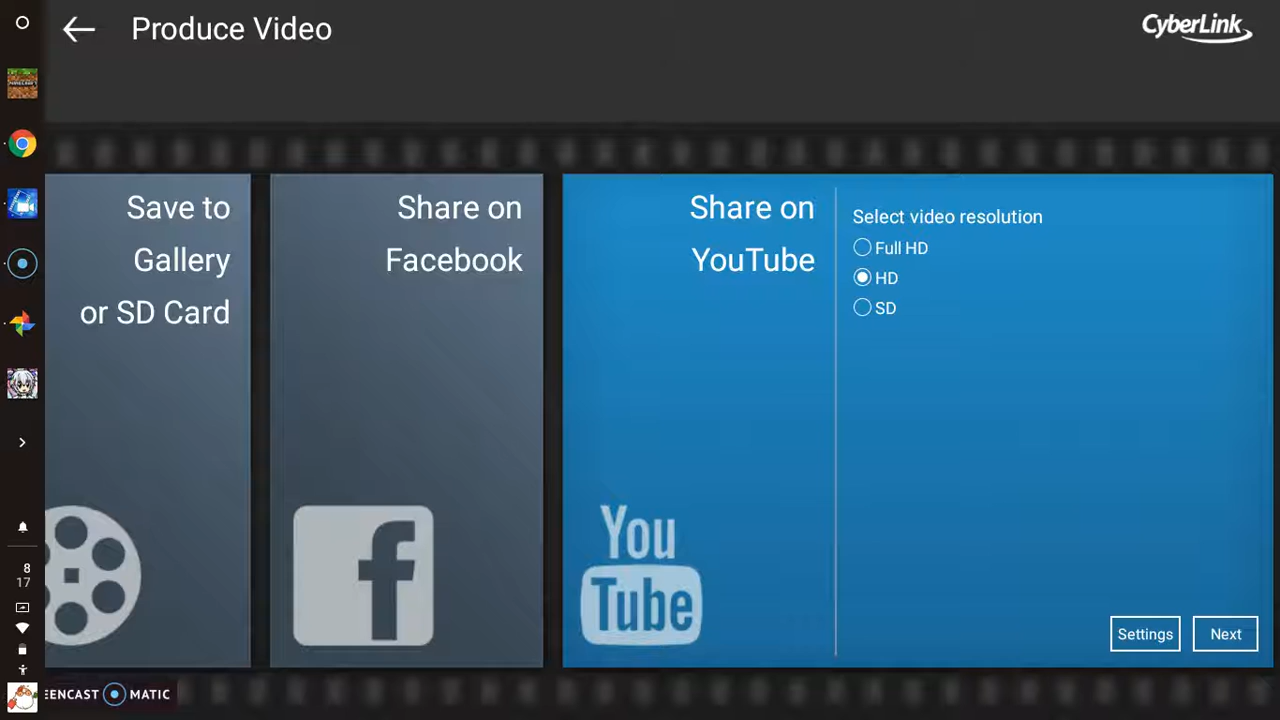 Produce Video
CyberLink
Save to
Gallery
or SD Card
Share on
Facebook
Share on
YouTube
Select video resolution
Full HD
HD
SD
f
You
Tube
Settings
Next
8
17
EENCAST MATIC